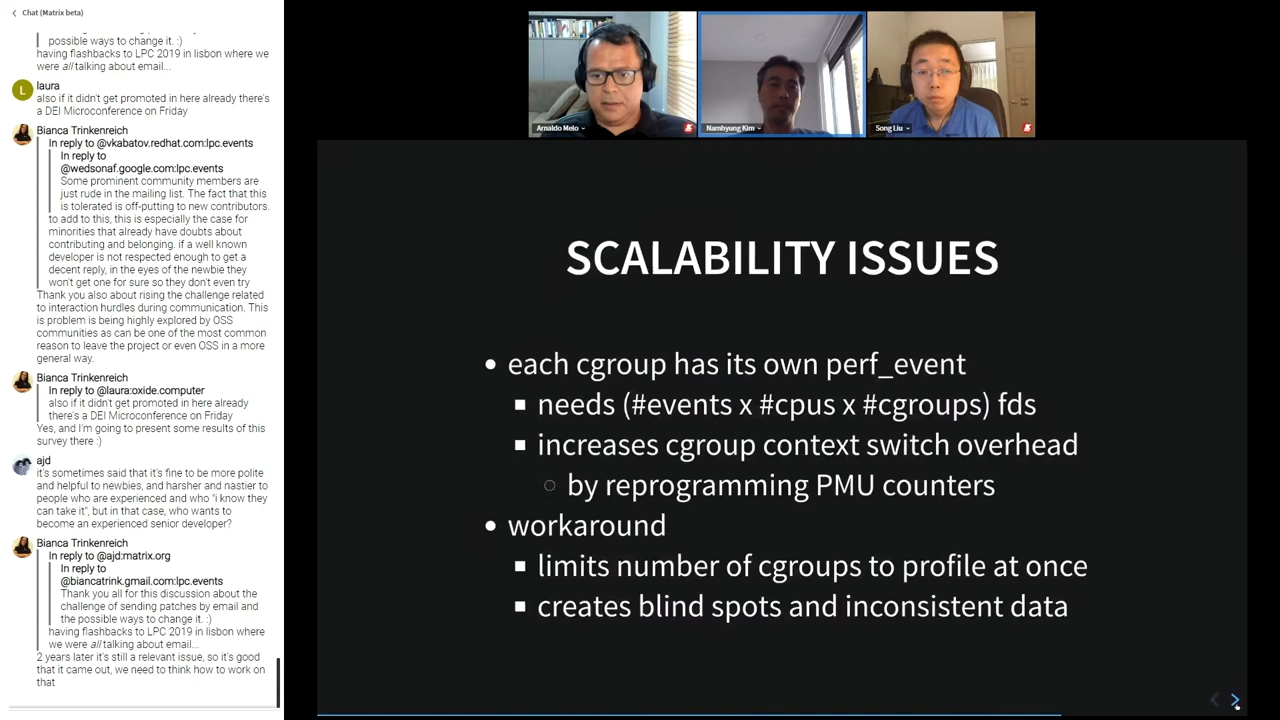 Chat (Matrix beta)
possible ways to change it. :)
having flashbacks to LPC 2019 in lisbon where we
were all talking about email...
L
laura
also if it didn't get promoted in here already there's
a DEI Microconference on Friday
Bianca Trinkenreich
In reply to @vkabatov.redhat.com:lpc.events
In reply to
@wedsonaf.google.com:lpc.events
Some prominent community members are
just rude in the mailing list. The fact that this
is tolerated is off-putting to new contributors.
to add to this, this is especially the case for
minorities that already have doubts about
contributing and belonging. if a well known
developer is not respected enough to get a
decent reply, in the eyes of the newbie they
won't get one for sure so they don't even try
Thank you also about rising the challenge related
to interaction hurdles during communication. This
is problem is being highly explored by OSS
communities as can be one of the most common
reason to leave the project or even OSS in a more
general way.
Bianca Trinkenreich
In reply to @laura:oxide.computer
also if it didn't get promoted in here already
there's a DEI Microconference on Friday
Yes, and I'm going to present some results of this
survey there :)
ajd
it's sometimes said that it's fine to be more polite
and helpful to newbies, and harsher and nastier to
people who are experienced and who "i know they
can take it", but in that case, who wants to
become an experienced senior developer?
Bianca Trinkenreich
In reply to @ajd:matrix.org
In reply to
@biancatrink.gmail.com:lpc.events
Thank you all for this discussion about the
challenge of sending patches by email and
the possible ways to change it. :)
having flashbacks to LPC 2019 in lisbon where
we were all talking about email...
2 years later it's still a relevant issue, so it's good
that it came out, we need to think how to work on
that
Arnaldo Melo
Namhyung Kim
Song Liu
SCALABILITY ISSUES
each cgroup has its own perf_event
needs (#events x #cpus x #cgroups) fds
increases cgroup context switch overhead
by reprogramming PMU counters
workaround
limits number of cgroups to profile at once
creates blind spots and inconsistent data